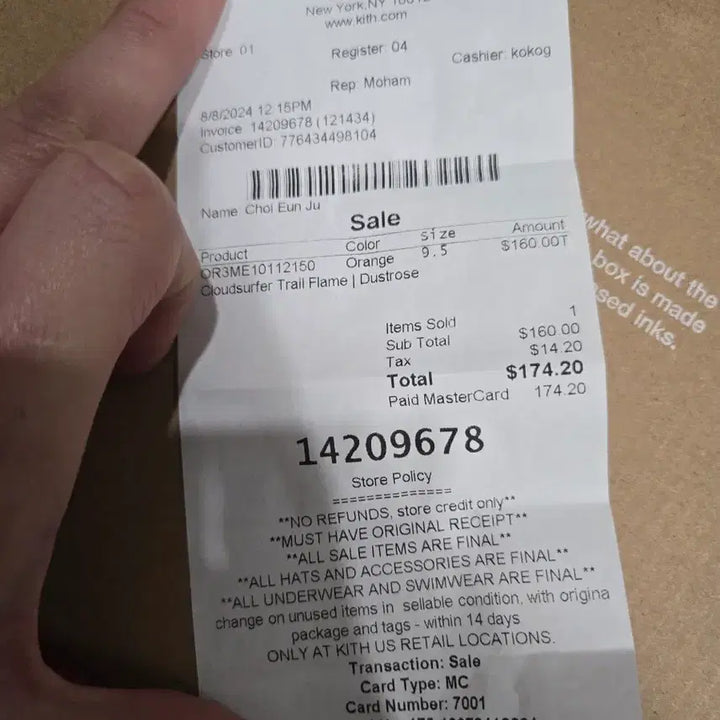 New York, NY
www.kith.com
Store 01 Register: 04 Cashier: kokog
Rep: Moham
8/8/2024 12:15PM
Invoice 14209678 (121434)
CustomerID: 776434498104
Name Choi Eun Ju
Sale
Product Color size Amount
OR3ME10112150 Orange 9.5 $160.00T
Cloudsurfer Trail Flame | Dustrose
Items Sold 1
Sub Total $160.00
Tax $14.20
Total $174.20
Paid MasterCard 174.20
14209678
Store Policy
==============
**NO REFUNDS, store credit only**
**MUST HAVE ORIGINAL RECEIPT**
**ALL SALE ITEMS ARE FINAL**
**ALL HATS AND ACCESSORIES ARE FINAL**
**ALL UNDERWEAR AND SWIMWEAR ARE FINAL**
change on unused items in sellable condition, with origina
package and tags - within 14 days
ONLY AT KITH US RETAIL LOCATIONS.
Transaction: Sale
Card Type: MC
Card Number: 7001
what about the
box is made
sed inks.